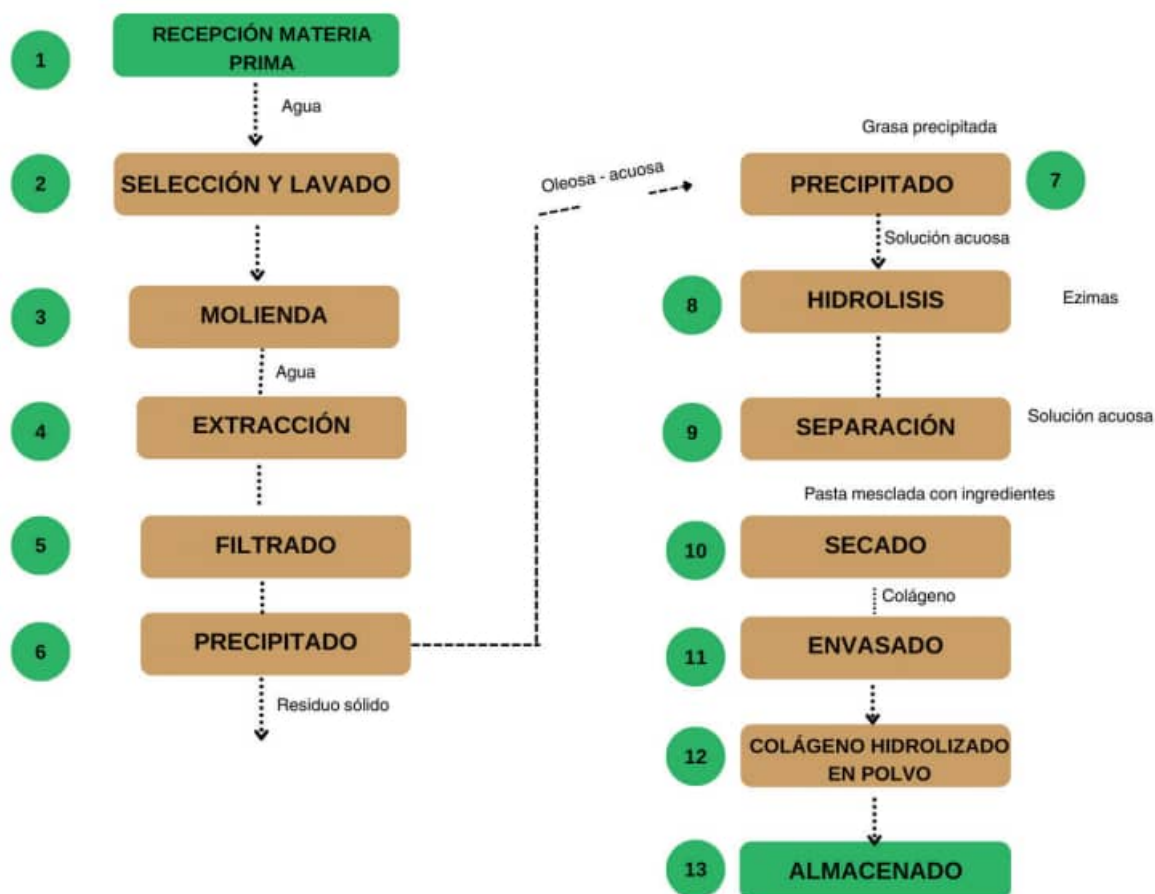 1
RECEPCIÓN MATERIA
PRIMA
Agua
2
SELECCIÓN Y LAVADO
3
MOLIENDA
Agua
4
EXTRACCIÓN
5
FILTRADO
6
PRECIPITADO
Residuo sólido
Oleosa - acuosa
Grasa precipitada
PRECIPITADO
7
Solución acuosa
8
HIDROLISIS
Ezimas
9
SEPARACIÓN
Solución acuosa
Pasta mesclada con ingredientes
10
SECADO
Colágeno
11
ENVASADO
12
COLÁGENO HIDROLIZADO
EN POLVO
13
ALMACENADO